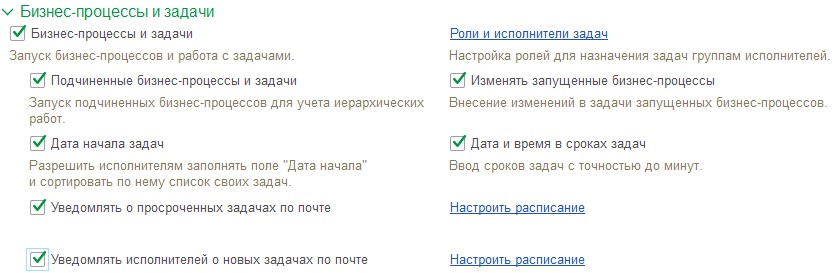 Бизнес-процессы и задачи
Бизнес-процессы и задачи
Роли и исполнители задач
Запуск бизнес-процессов и работа с задачами.
Настройка ролей для назначения задач группам исполнителей.
Подчиненные бизнес-процессы и задачи
Изменять запущенные бизнес-процессы
Запуск подчиненных бизнес-процессов для учета иерархических
работ.
Внесение изменений в задачи запущенных бизнес-процессов.
Дата начала задач
Дата и время в сроках задач
Разрешить исполнителям заполнять поле "Дата начала"
и сортировать по нему список своих задач.
Ввод сроков задач с точностью до минут.
Уведомлять о просроченных задачах по почте
Настроить расписание
Уведомлять исполнителей о новых задачах по почте
Настроить расписание